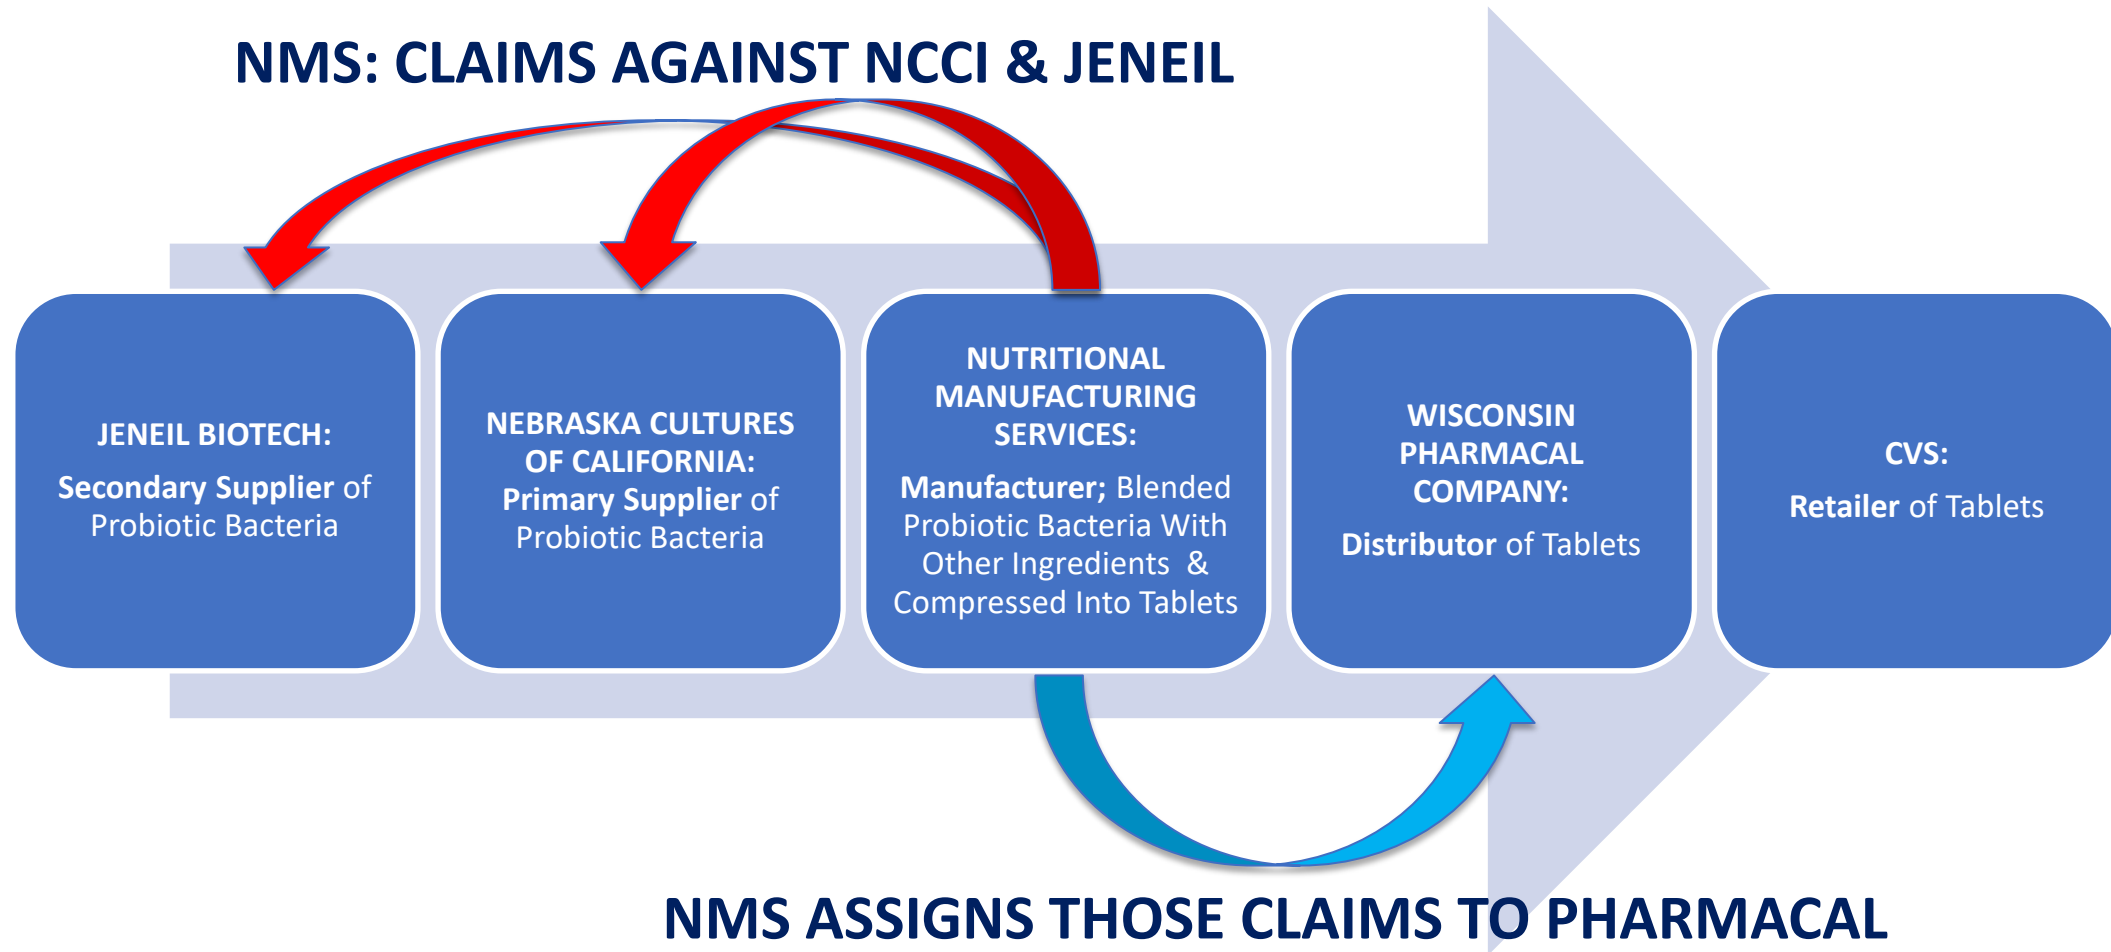 NMS: CLAIMS AGAINST NCCI & JENEIL
JENEIL BIOTECH:
Secondary Supplier of
Probiotic Bacteria
NEBRASKA CULTURES
OF CALIFORNIA:
Primary Supplier of
Probiotic Bacteria
NUTRITIONAL
MANUFACTURING
SERVICES:
Manufacturer; Blended
Probiotic Bacteria With
Other Ingredients &
Compressed Into Tablets
WISCONSIN
PHARMACAL
COMPANY:
Distributor of Tablets
CVS:
Retailer of Tablets
NMS ASSIGNS THOSE CLAIMS TO PHARMACAL